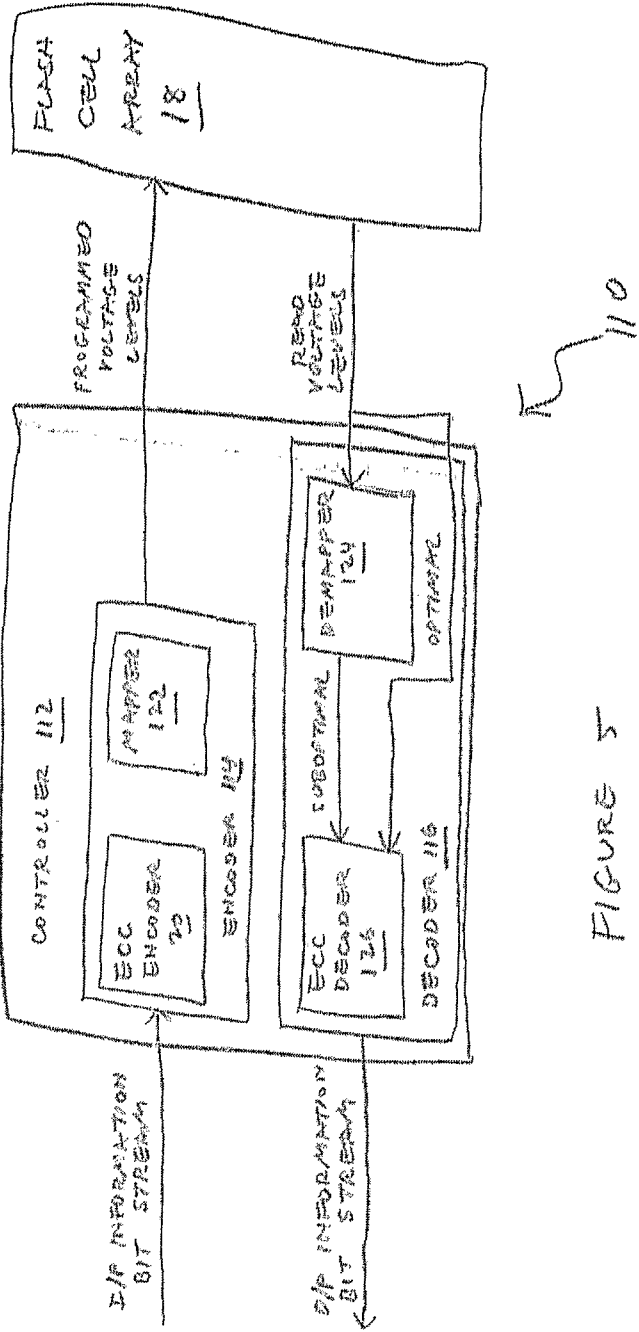 I/P INFORMATION
BIT STREAM
CONTROLLER 112
ECC
ENCODER
20
MAPPER
122
ENCODER 114
PROGRAMMED
VOLTAGE
LEVELS
FLASH
CELL
ARRAY
18
O/P INFORMATION
BIT STREAM
ECC
DECODER
126
SUBOPTIMAL
DEMAPPER
124
OPTIMAL
DECODER 116
READ
VOLTAGE
LEVELS
110
FIGURE 5